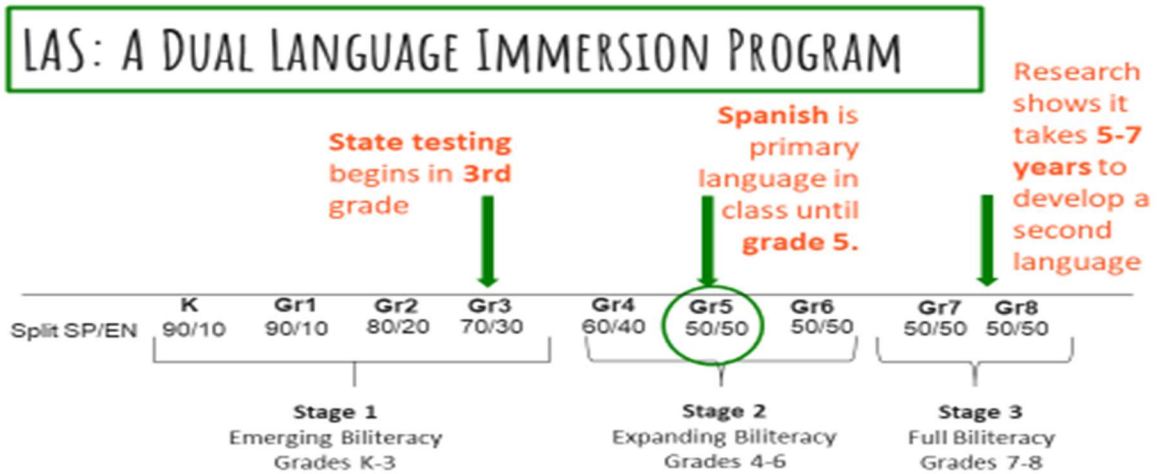 LAS: A DUAL LANGUAGE IMMERSION PROGRAM
State testing
begins in 3rd
grade
Spanish is
primary
language in
class until
grade 5.
Research
shows it
takes 5-7
years to
develop a
second
language
K Gr1 Gr2 Gr3 Gr4 Gr5 Gr6 Gr7 Gr8
Split SP/EN 90/10 90/10 80/20 70/30 60/40 50/50 50/50 50/50 50/50
Stage 1
Emerging Biliteracy
Grades K-3
Stage 2
Expanding Biliteracy
Grades 4-6
Stage 3
Full Biliteracy
Grades 7-8